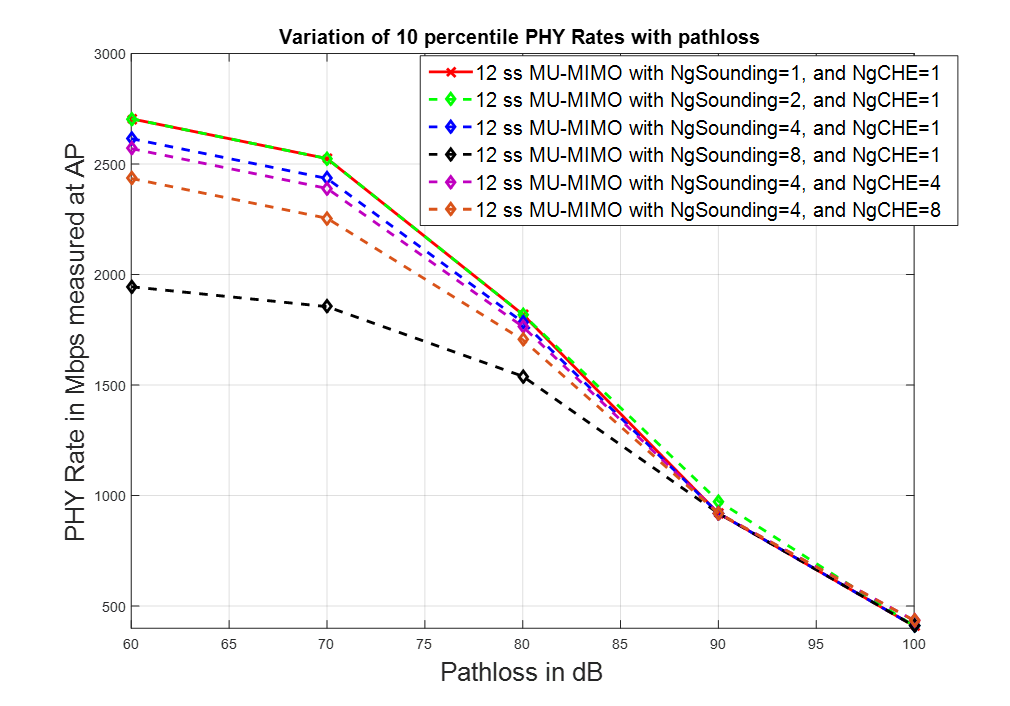 Variation of 10 percentile PHY Rates with pathloss
12 ss MU-MIMO with NgSounding=1, and NgCHE=1
12 ss MU-MIMO with NgSounding=2, and NgCHE=1
12 ss MU-MIMO with NgSounding=4, and NgCHE=1
12 ss MU-MIMO with NgSounding=8, and NgCHE=1
12 ss MU-MIMO with NgSounding=4, and NgCHE=4
12 ss MU-MIMO with NgSounding=4, and NgCHE=8
PHY Rate in Mbps measured at AP
3000
2500
2000
1500
1000
500
60 65 70 75 80 85 90 95 100
Pathloss in dB